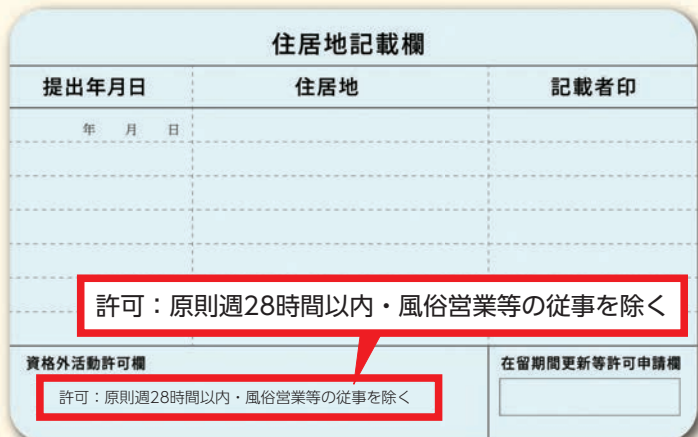 住居地記載欄
提出年月日 住居地 記載者印
年 月 日
許可：原則週28時間以内・風俗営業等の従事を除く
資格外活動許可欄 在留期間更新等許可申請欄
許可：原則週28時間以内・風俗営業等の従事を除く